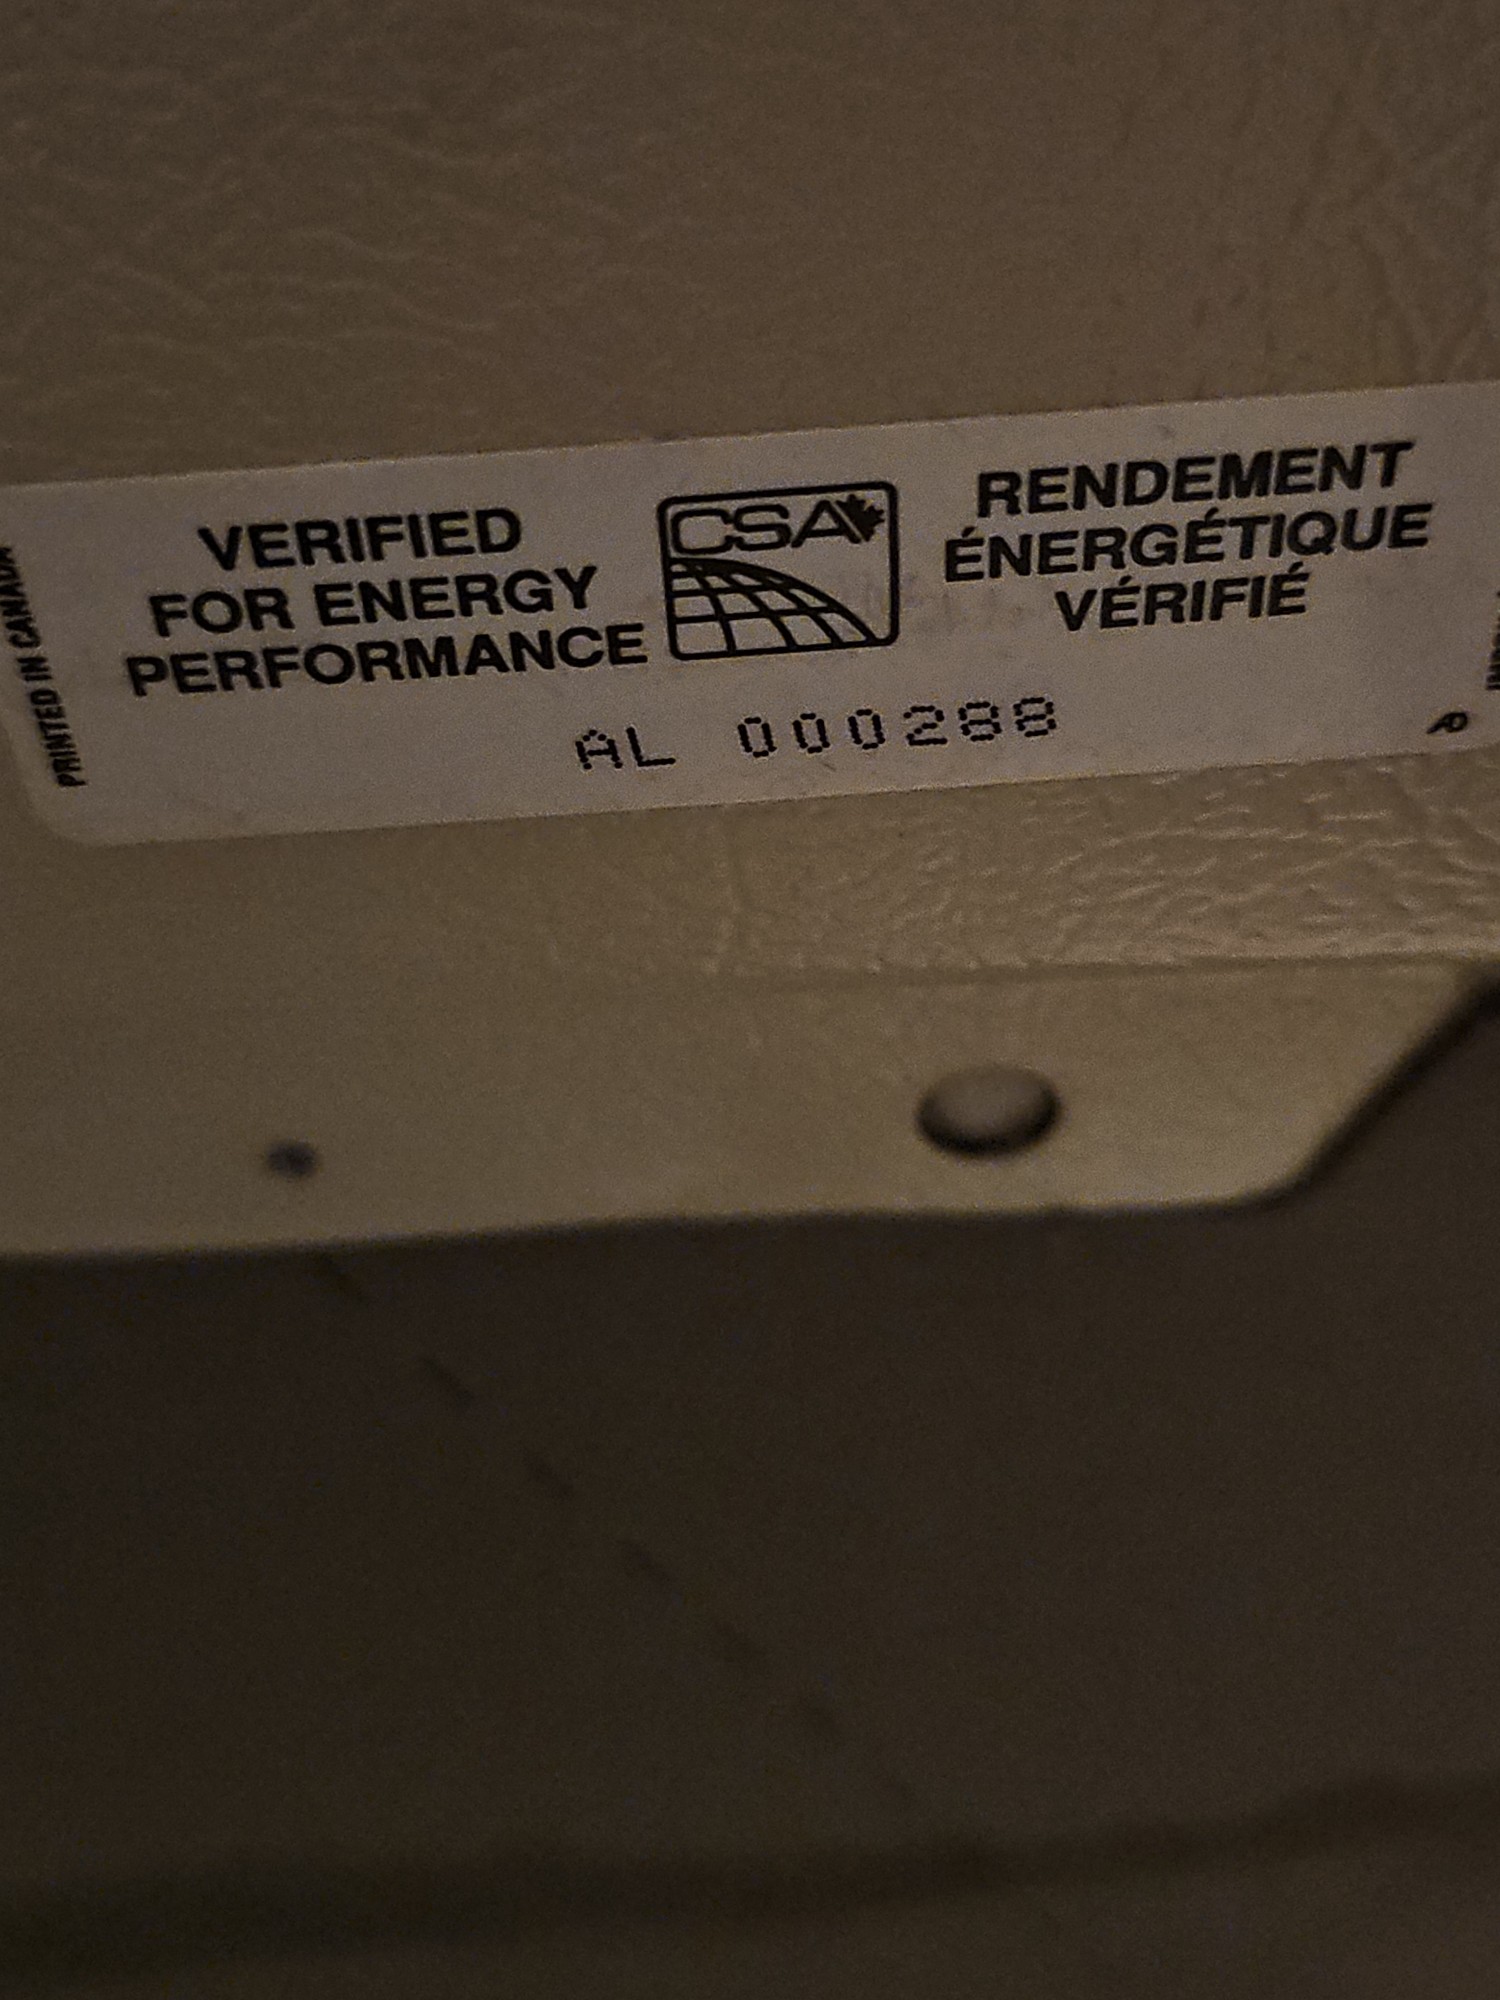 VERIFIED
FOR ENERGY
PERFORMANCE
CSA
RENDEMENT
ÉNERGÉTIQUE
VÉRIFIÉ
AL 000288
PRINTED IN CANADA